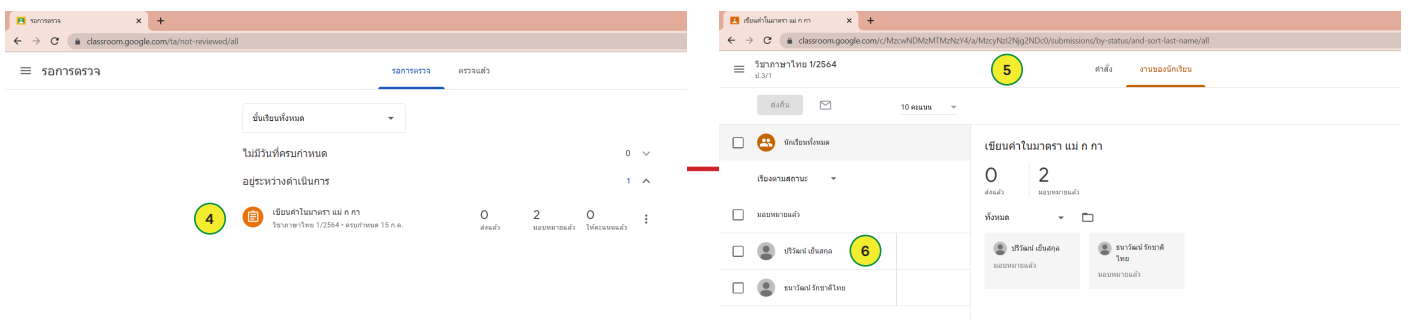 รอการตรวจ
classroom.google.com/ta/not-reviewed/all
รอการตรวจ
รอการตรวจ ตรวจแล้ว
ชั้นเรียนทั้งหมด
ไม่มีวันที่ครบกำหนด 0
อยู่ระหว่างดำเนินการ 1
4
เขียนคำในมาตรา แม่ ก กา
วิชาภาษาไทย 1/2564 • ครบกำหนด 15 ก.ค.
0 2 0
ส่งแล้ว มอบหมายแล้ว ให้คะแนนแล้ว
เขียนคำในมาตรา แม่ ก กา
classroom.google.com/c/MzcwNDMzMTMzNzY4/a/MzcyNzI2Njg2NDc0/submissions/by-status/and-sort-last-name/all
วิชาภาษาไทย 1/2564
ป.3/1
5
คำสั่ง งานของนักเรียน
ส่งคืน
10 คะแนน
นักเรียนทั้งหมด
เรียงตามสถานะ
มอบหมายแล้ว
ปริวัฒน์ เย็นสกุล
6
ธนาวัฒน์ รักชาติไทย
เขียนคำในมาตรา แม่ ก กา
0 2
ส่งแล้ว มอบหมายแล้ว
ทั้งหมด
ปริวัฒน์ เย็นสกุล
มอบหมายแล้ว
ธนาวัฒน์ รักชาติ
ไทย
มอบหมายแล้ว